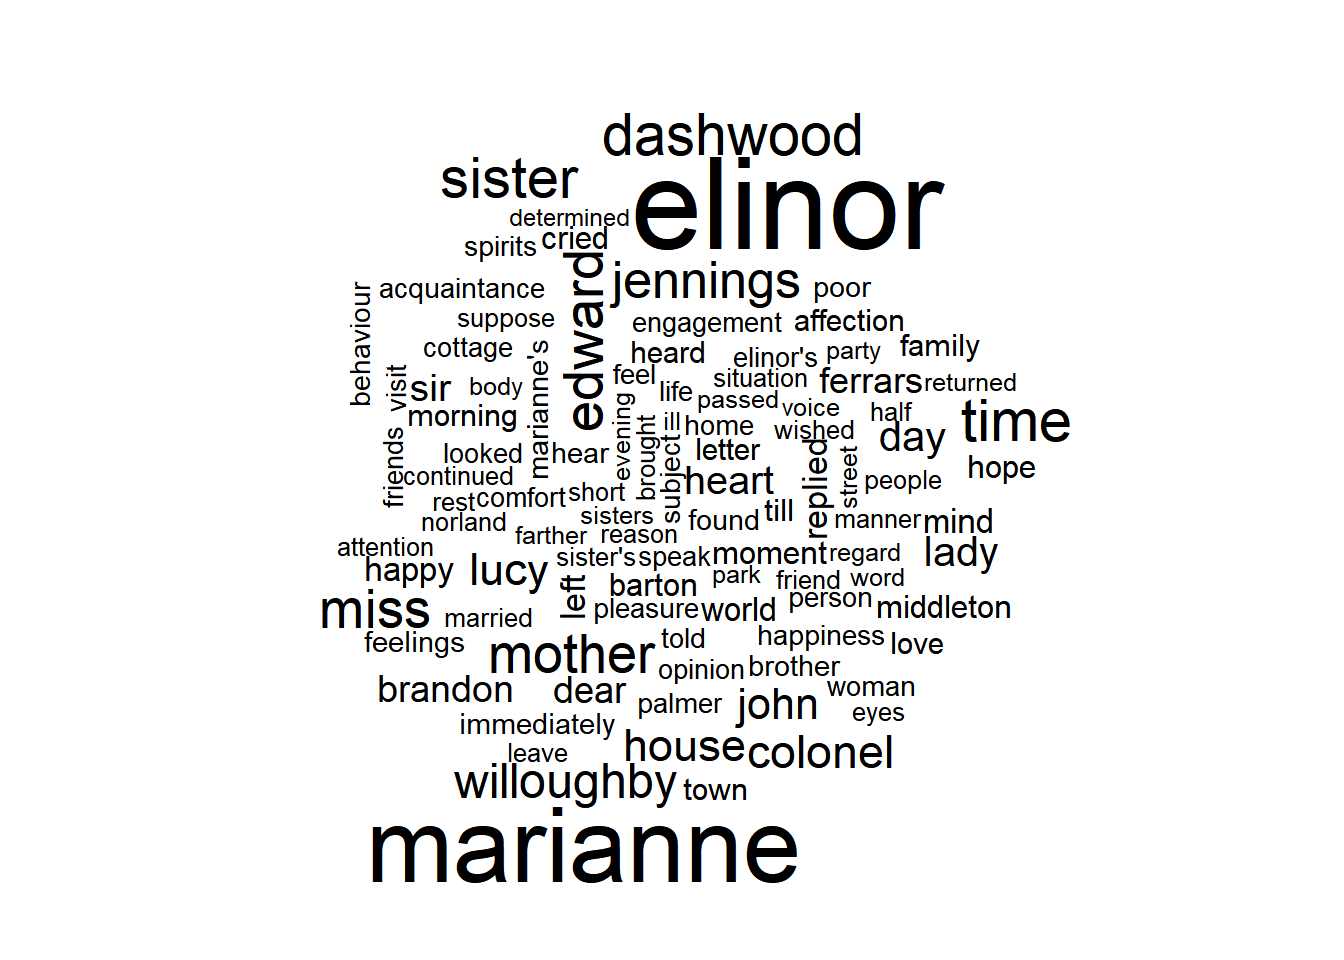 dashwood
sister
elinor
determined
spirits
cried
edward
jennings
poor
behaviour
acquaintance
suppose
engagement
affection
cottage
marianne's
heard
elinor's
party
family
visit
sir
body
feel
life
situation
ferrars
returned
passed
voice
half
time
morning
evening
brought
ill
subject
home
wished
day
friends
looked
hear
letter
replied
street
people
hope
continued
heart
rest
comfort
short
norland
sisters
found
till
manner
mind
farther
reason
attention
happy
lucy
sister's
speak
moment
regard
lady
left
barton
park
friend
word
miss
married
pleasure
world
person
middleton
feelings
mother
told
happiness
love
opinion
brother
brandon
dear
palmer
john
woman
eyes
immediately
leave
house
colonel
willoughby
town
marianne